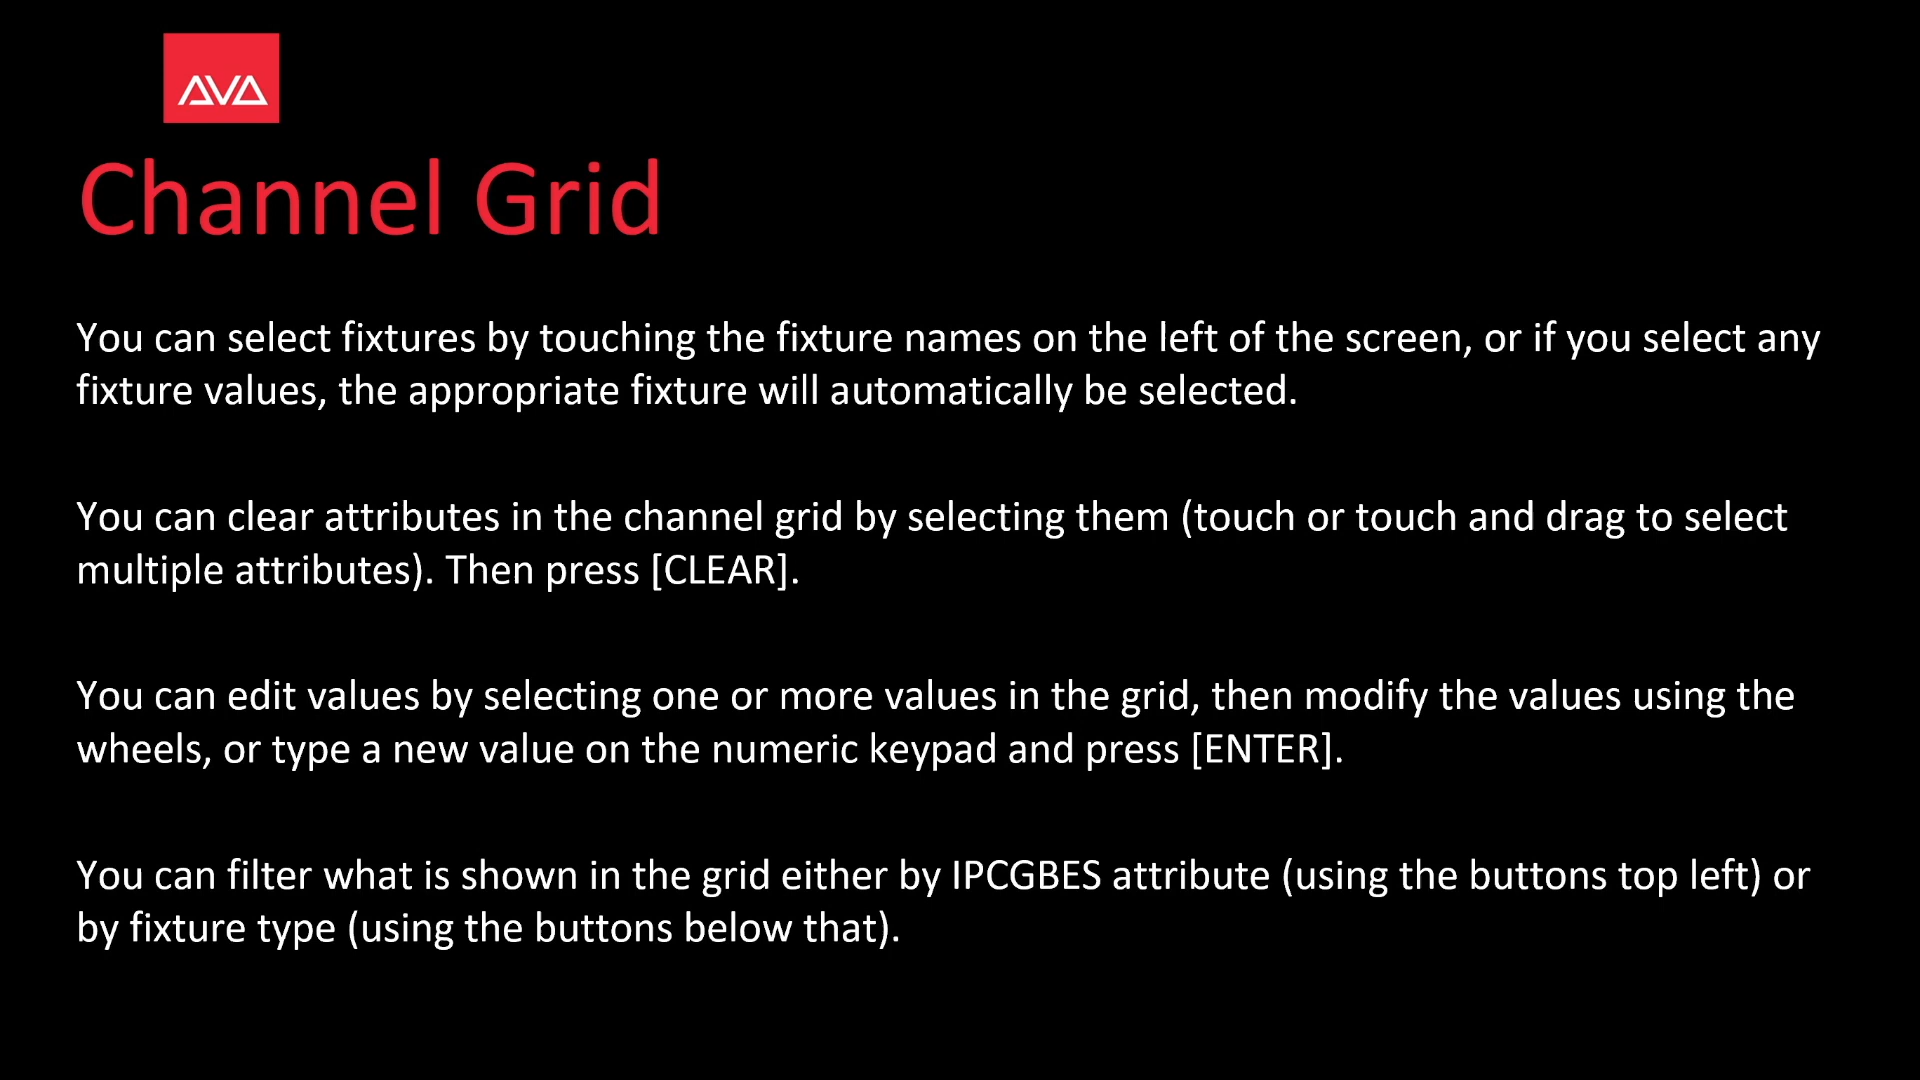 AVA
Channel Grid
You can select fixtures by touching the fixture names on the left of the screen, or if you select any
fixture values, the appropriate fixture will automatically be selected.
You can clear attributes in the channel grid by selecting them (touch or touch and drag to select
multiple attributes). Then press [CLEAR].
You can edit values by selecting one or more values in the grid, then modify the values using the
wheels, or type a new value on the numeric keypad and press [ENTER].
You can filter what is shown in the grid either by IPCGBES attribute (using the buttons top left) or
by fixture type (using the buttons below that).